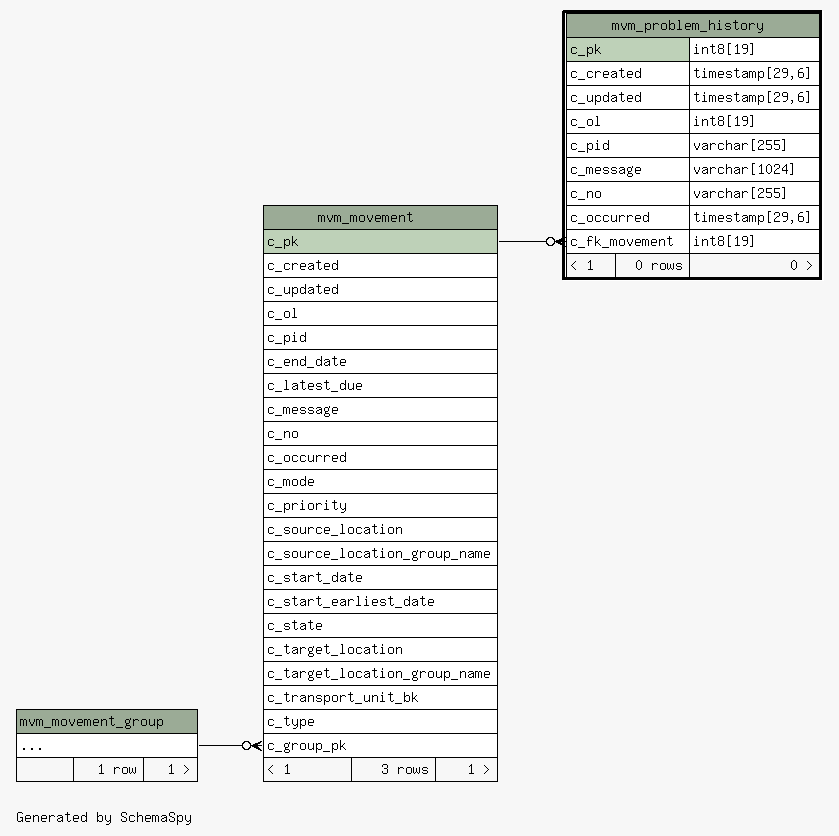 mvm_problem_history
c_pk int8[19]
c_created timestamp[29,6]
c_updated timestamp[29,6]
c_ol int8[19]
c_pid varchar[255]
c_message varchar[1024]
c_no varchar[255]
c_occurred timestamp[29,6]
c_fk_movement int8[19]
< 1 0 rows 0 >
mvm_movement
c_pk
c_created
c_updated
c_ol
c_pid
c_end_date
c_latest_due
c_message
c_no
c_occurred
c_mode
c_priority
c_source_location
c_source_location_group_name
c_start_date
c_start_earliest_date
c_state
c_target_location
c_target_location_group_name
c_transport_unit_bk
c_type
c_group_pk
< 1 3 rows 1 >
mvm_movement_group
...
1 row 1 >
Generated by SchemaSpy